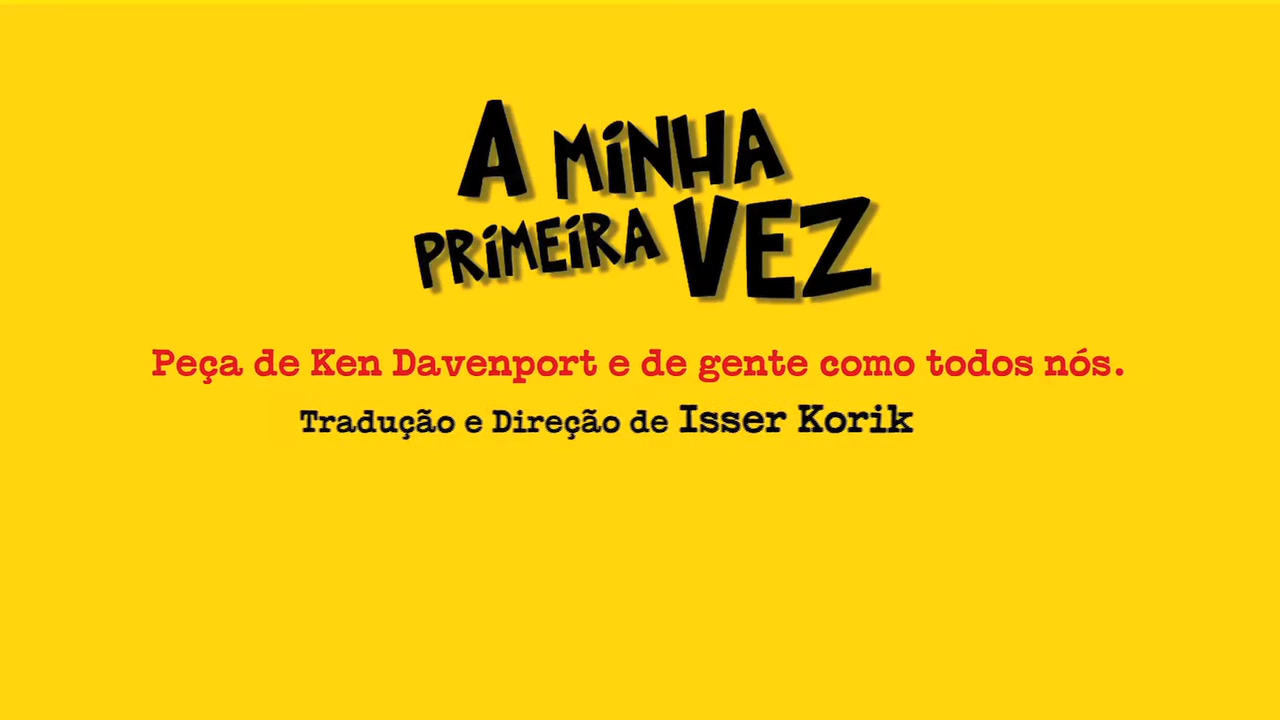 A MINHA
PRIMEIRA VEZ
Peça de Ken Davenport e de gente como todos nós.
Tradução e Direção de Isser Korik